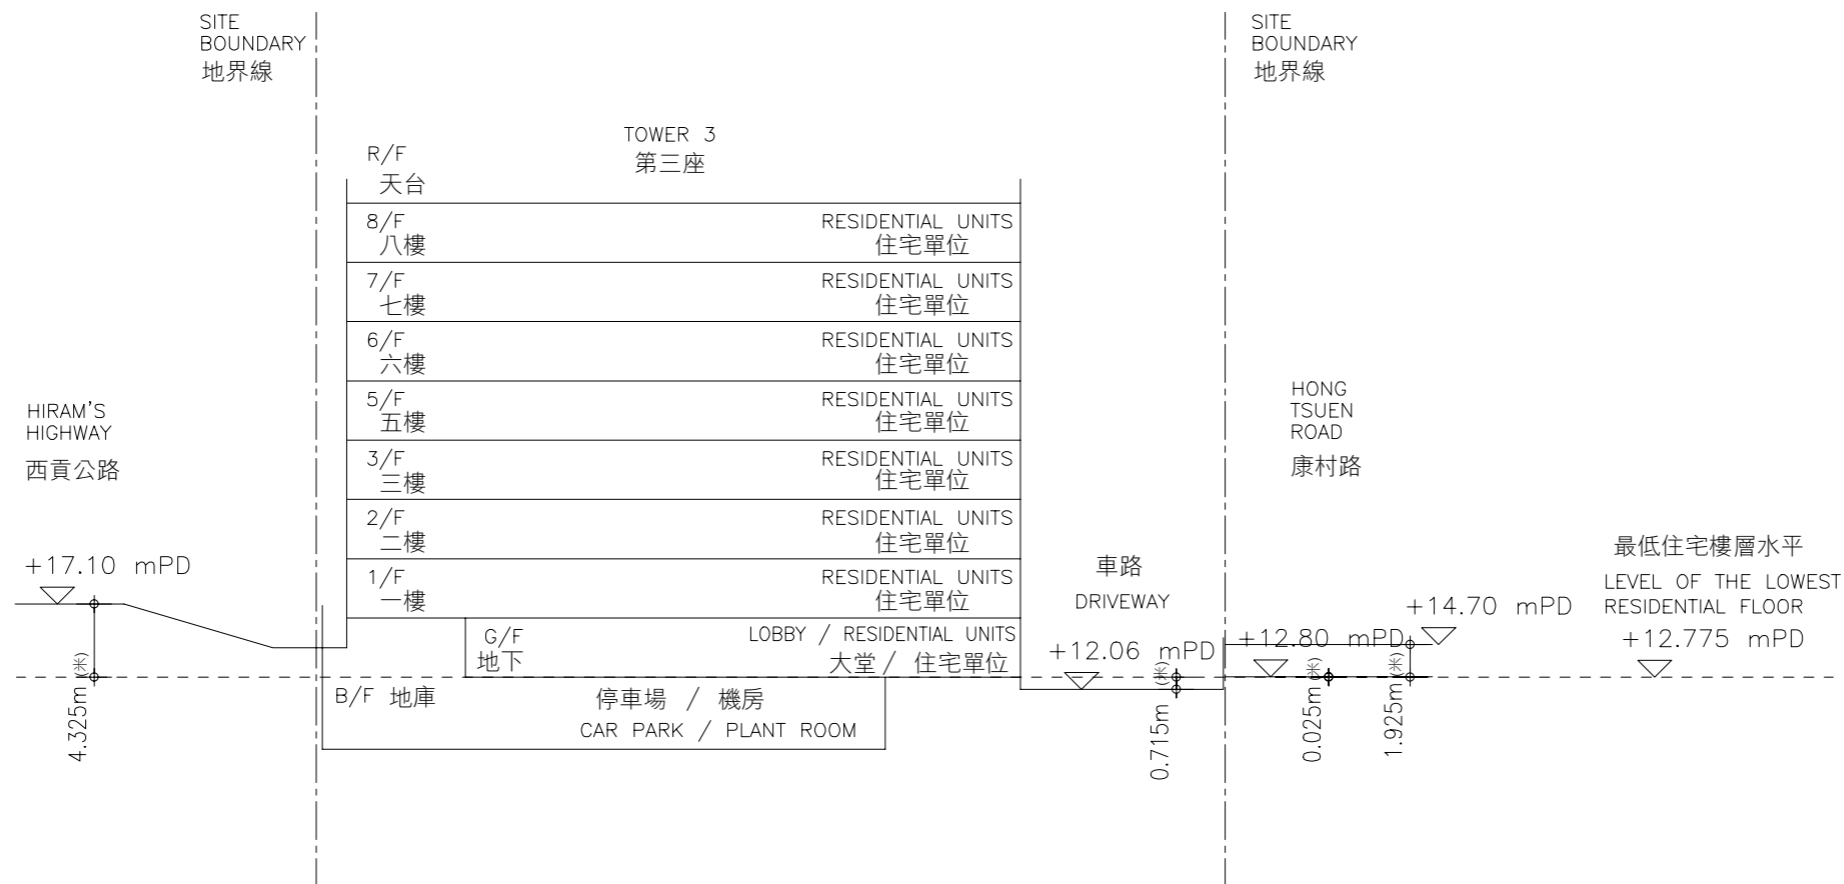 SITE
BOUNDARY
地界線
SITE
BOUNDARY
地界線
TOWER 3
第三座
R/F
天台
8/F
八樓
RESIDENTIAL UNITS
住宅單位
7/F
七樓
RESIDENTIAL UNITS
住宅單位
6/F
六樓
RESIDENTIAL UNITS
住宅單位
5/F
五樓
RESIDENTIAL UNITS
住宅單位
3/F
三樓
RESIDENTIAL UNITS
住宅單位
2/F
二樓
RESIDENTIAL UNITS
住宅單位
1/F
一樓
RESIDENTIAL UNITS
住宅單位
G/F
地下
LOBBY / RESIDENTIAL UNITS
大堂 / 住宅單位
B/F 地庫
停車場 / 機房
CAR PARK / PLANT ROOM
HIRAM'S
HIGHWAY
西貢公路
+17.10 mPD
4.325m (米)
車路
DRIVEWAY
+12.06 mPD
0.715m (米)
HONG
TSUEN
ROAD
康村路
+12.80 mPD
0.025m (米)
+14.70 mPD
1.925m (米)
最低住宅樓層水平
LEVEL OF THE LOWEST
RESIDENTIAL FLOOR
+12.775 mPD